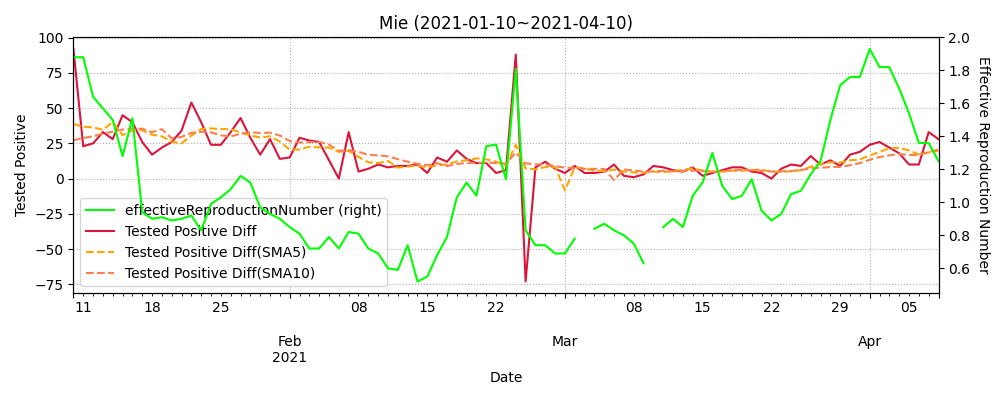 Mie (2021-01-10~2021-04-10)
100
75
50
25
0
−25
−50
−75
Tested Positive
2.0
1.8
1.6
1.4
1.2
1.0
0.8
0.6
Effective Reproduction Number
effectiveReproductionNumber (right)
Tested Positive Diff
Tested Positive Diff(SMA5)
Tested Positive Diff(SMA10)
11 18 25 08 15 22 08 15 22 29 05
Feb Mar Apr
2021
Date